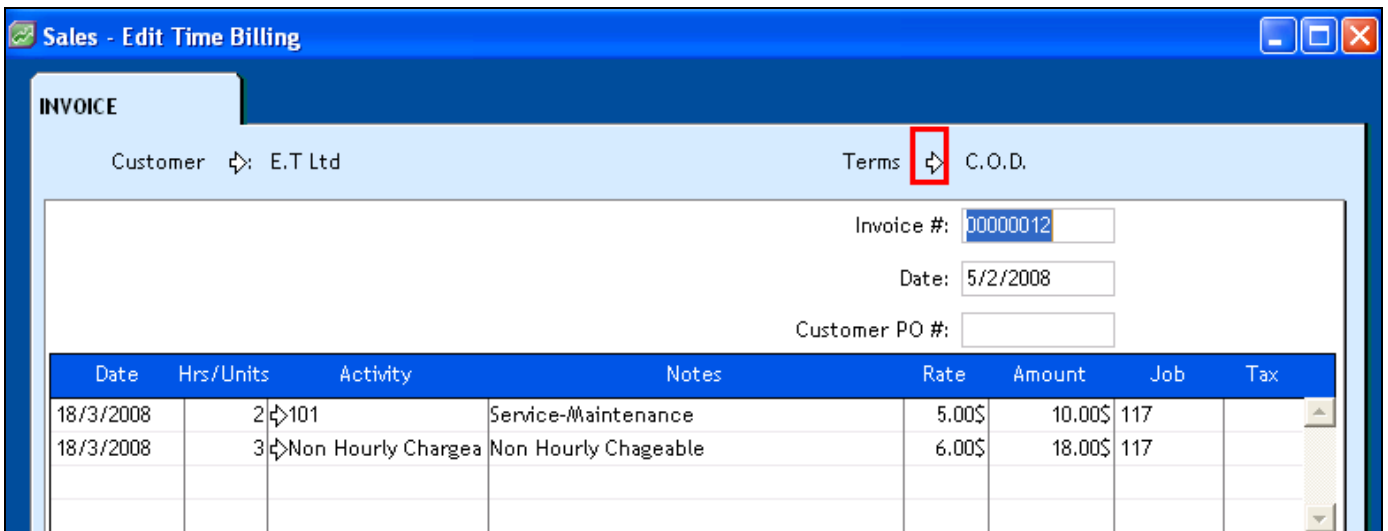 Sales - Edit Time Billing
INVOICE
Customer : E.T Ltd Terms C.O.D.
Invoice #: 00000012
Date: 5/2/2008
Customer PO #:
Date Hrs/Units Activity Notes Rate Amount Job Tax
18/3/2008 2 101 Service-Maintenance 5.00$ 10.00$ 117
18/3/2008 3 Non Hourly Chargea Non Hourly Chageable 6.00$ 18.00$ 117